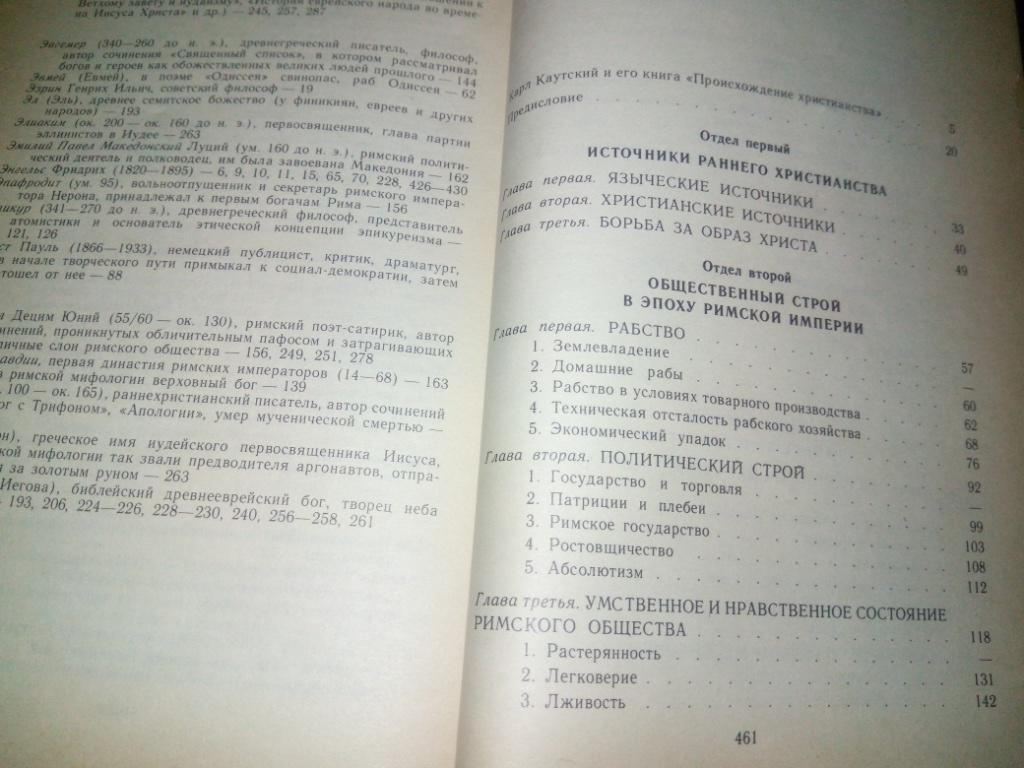 Ветхому завету и иудаизму», «История еврейского народа во време-
на Иисуса Христа» и др.) — 245, 257, 287
Эвгемер (340—260 до н. э.), древнегреческий писатель, философ,
автор сочинения «Священный список», в котором рассматривал
богов и героев как обожествленных великих людей прошлого — 144
Эвмей (Евмей), в поэме «Одиссея» свинопас, раб Одиссея — 62
Эзрин Генрих Ильич, советский философ — 19
Эл (Эль), древнее семитское божество (у финикиян, евреев и других
народов) — 193
Элиаким (ок. 200 — ок. 160 до н. э.), первосвященник, глава партии
эллинистов в Иудее — 263
Эмилий Павел Македонский Луций (ум. 160 до н. э.), римский полити-
ческий деятель и полководец, им была завоевана Македония — 162
Энгельс Фридрих (1820—1895) — 6, 9, 10, 11, 15, 65, 70, 228, 426—430
Эпафродит (ум. 95), вольноотпущенник и секретарь римского импера-
тора Нерона, принадлежал к первым богачам Рима — 156
икур (341—270 до н. э.), древнегреческий философ, представитель
атомистики и основатель этической концепции эпикуреизма —
121, 126
ст Пауль (1866—1933), немецкий публицист, критик, драматург,
в начале творческого пути примыкал к социал-демократии, затем
тошел от нее — 88
Децим Юний (55/60 — ок. 130), римский поэт-сатирик, автор
чинений, проникнутых обличительным пафосом и затрагивающих
личные слои римского общества — 156, 249, 251, 278
авдии, первая династия римских императоров (14—68) — 163
в римской мифологии верховный бог — 139
100 — ок. 165), раннехристианский писатель, автор сочинений
ог с Трифоном», «Апологии», умер мученической смертью —
он), греческое имя иудейского первосвященника Иисуса,
ской мифологии так звали предводителя аргонавтов, отпра-
я за золотым руном — 263
Иегова), библейский древнееврейский бог, творец неба
193, 206, 224—226, 228—230, 240, 256—258, 261
Карл Каутский и его книга «Происхождение христианства» 5
Предисловие . . . 20
Отдел первый
ИСТОЧНИКИ РАННЕГО ХРИСТИАНСТВА
Глава первая. ЯЗЫЧЕСКИЕ ИСТОЧНИКИ . . . 33
Глава вторая. ХРИСТИАНСКИЕ ИСТОЧНИКИ . . . 40
Глава третья. БОРЬБА ЗА ОБРАЗ ХРИСТА . . . 49
Отдел второй
ОБЩЕСТВЕННЫЙ СТРОЙ
В ЭПОХУ РИМСКОЙ ИМПЕРИИ
Глава первая. РАБСТВО . . . 57
1. Землевладение . . . —
2. Домашние рабы . . . 60
3. Рабство в условиях товарного производства . . . 62
4. Техническая отсталость рабского хозяйства . . . 68
5. Экономический упадок . . . 76
Глава вторая. ПОЛИТИЧЕСКИЙ СТРОЙ . . . 92
1. Государство и торговля . . . —
2. Патриции и плебеи . . . 99
3. Римское государство . . . 103
4. Ростовщичество . . . 108
5. Абсолютизм . . . 112
Глава третья. УМСТВЕННОЕ И НРАВСТВЕННОЕ СОСТОЯНИЕ
РИМСКОГО ОБЩЕСТВА . . . 118
1. Растерянность . . . —
2. Легковерие . . . 131
3. Лживость . . . 142
461